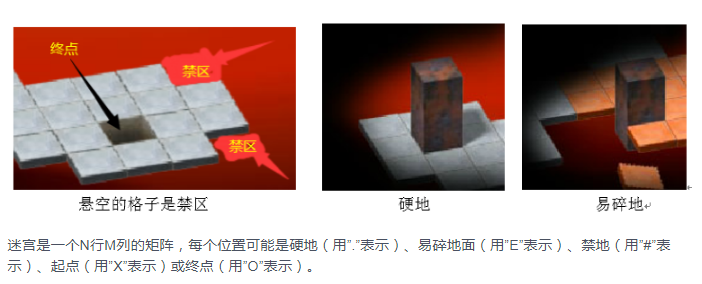 终点
禁区
禁区
悬空的格子是禁区
硬地
易碎地
迷宫是一个N行M列的矩阵，每个位置可能是硬地（用”.”表示）、易碎地面（用”E”表示）、禁地（用”#”表
示）、起点（用”X”表示）或终点（用”O”表示）。